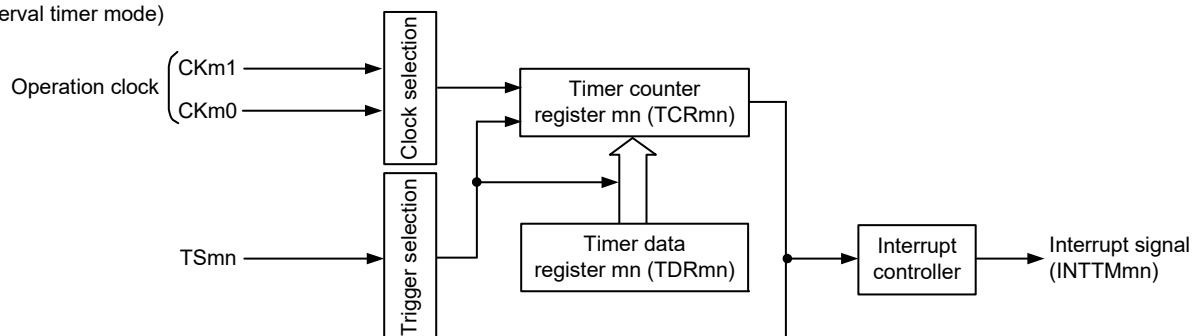 erval timer mode)
Operation clock
CKm1
CKm0
Clock selection
Timer counter
register mn (TCRmn)
TSmn
Trigger selection
Timer data
register mn (TDRmn)
Interrupt
controller
Interrupt signal
(INTTMmn)